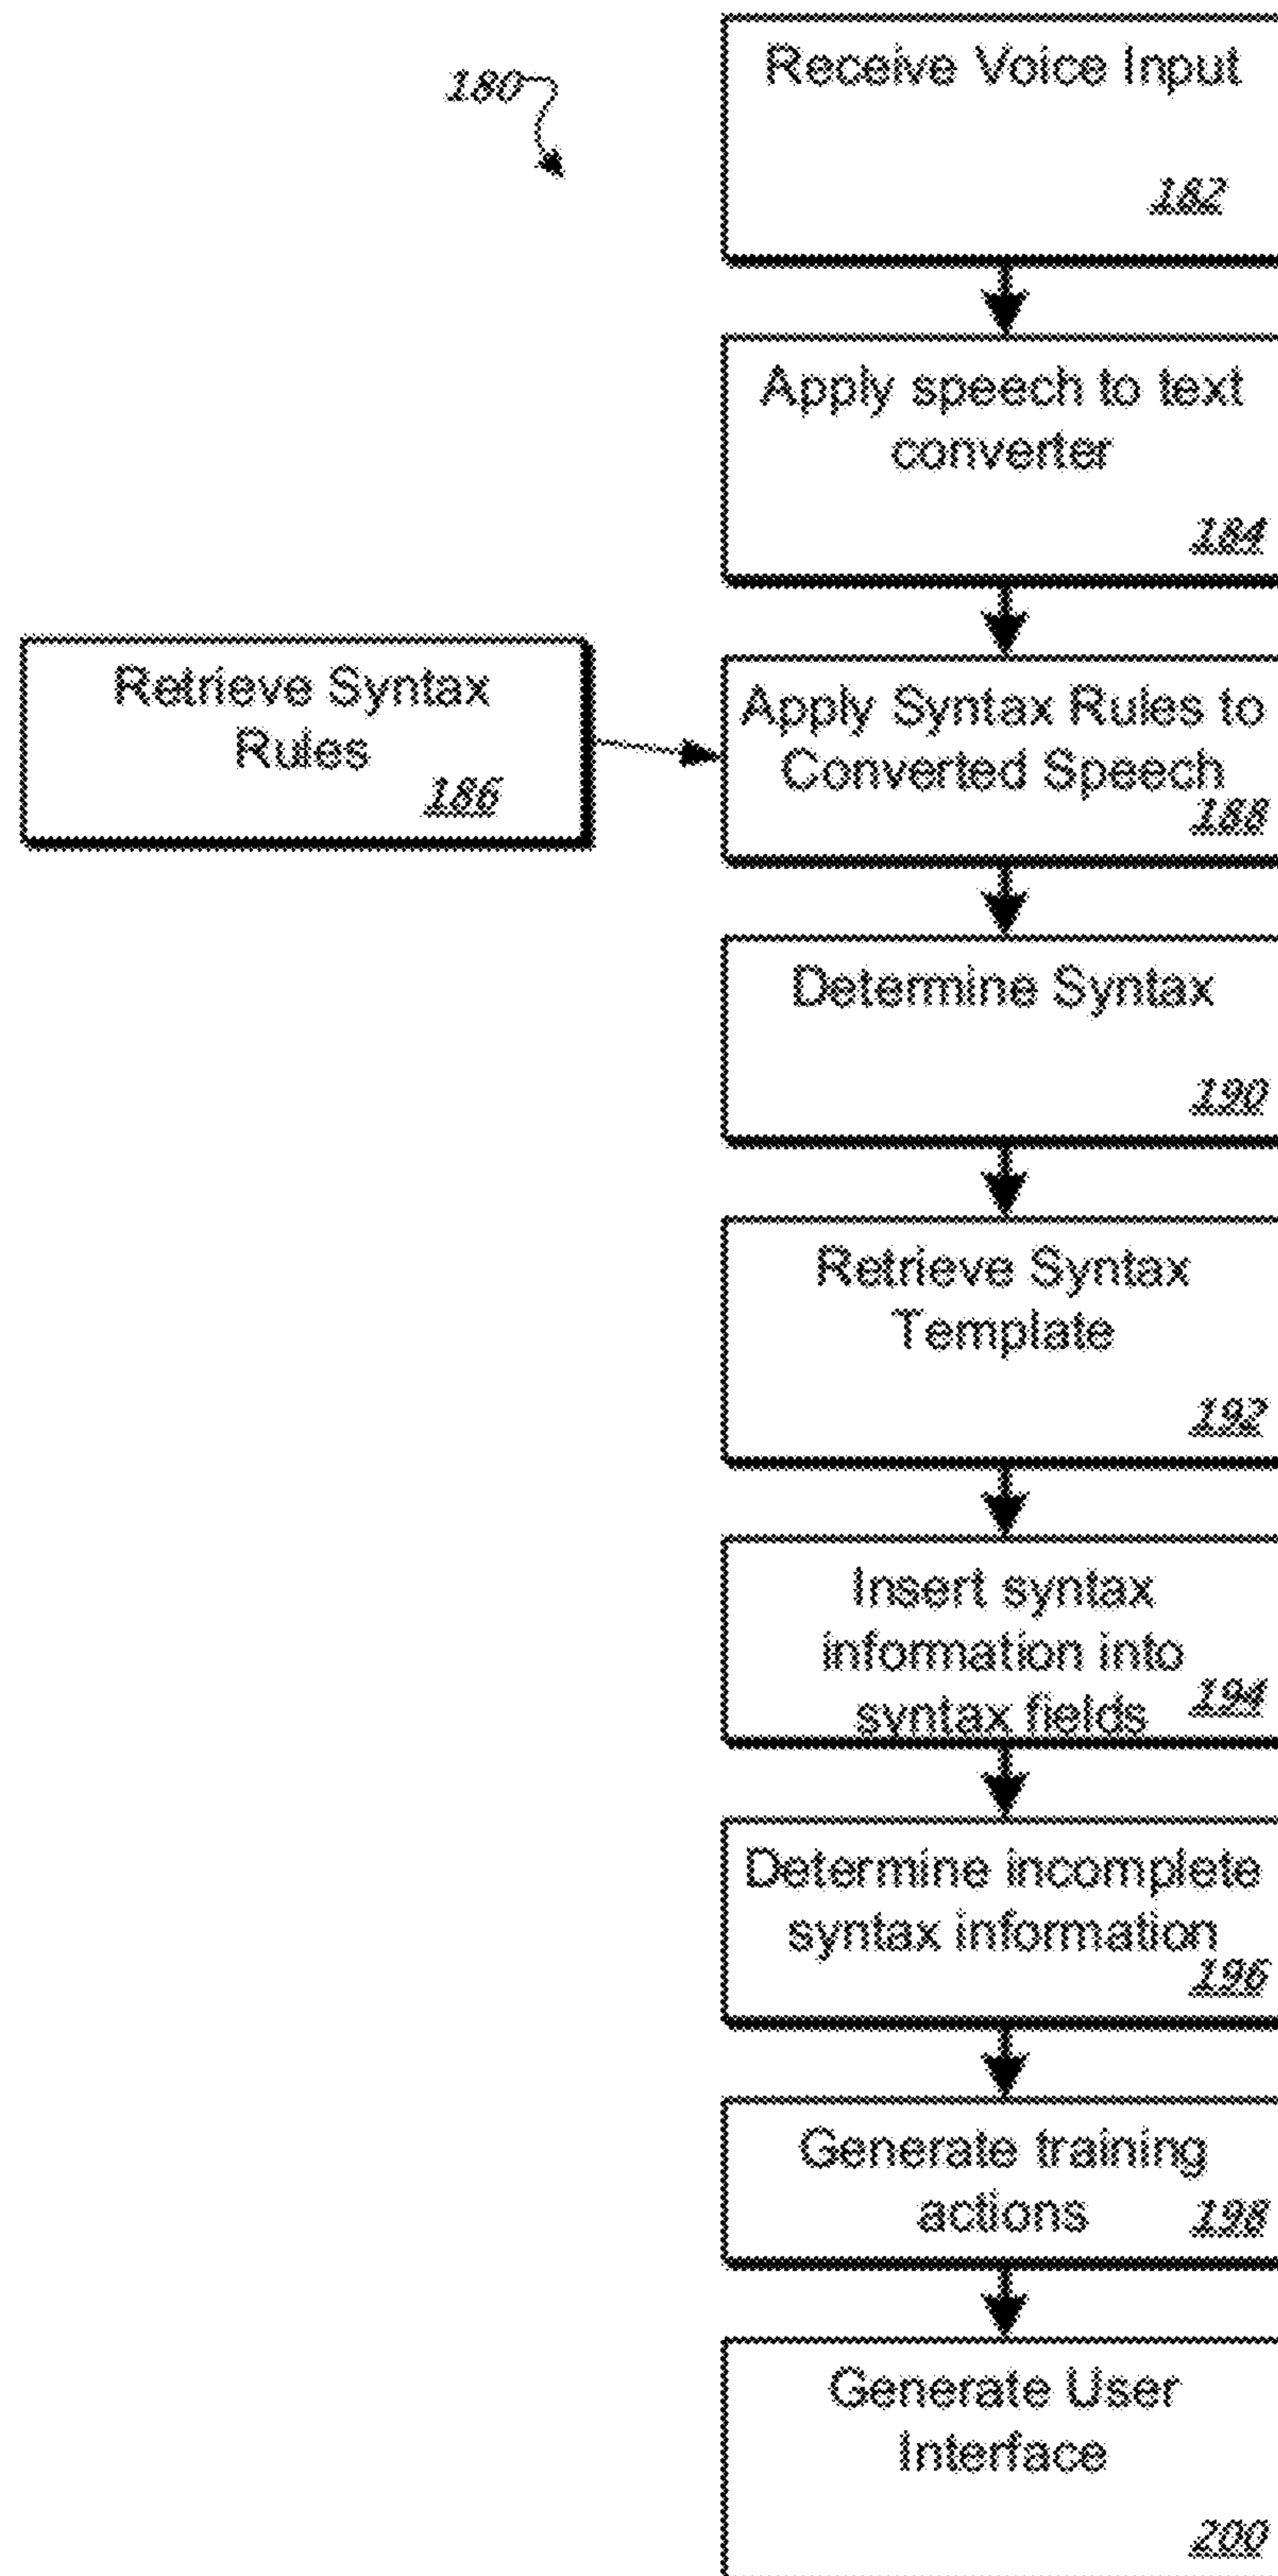 180
Receive Voice Input
182
Apply speech to text
converter
184
Retrieve Syntax
Rules
186
Apply Syntax Rules to
Converted Speech
188
Determine Syntax
190
Retrieve Syntax
Template
192
Insert syntax
information into
syntax fields
194
Determine incomplete
syntax information
196
Generate training
actions
198
Generate User
Interface
200